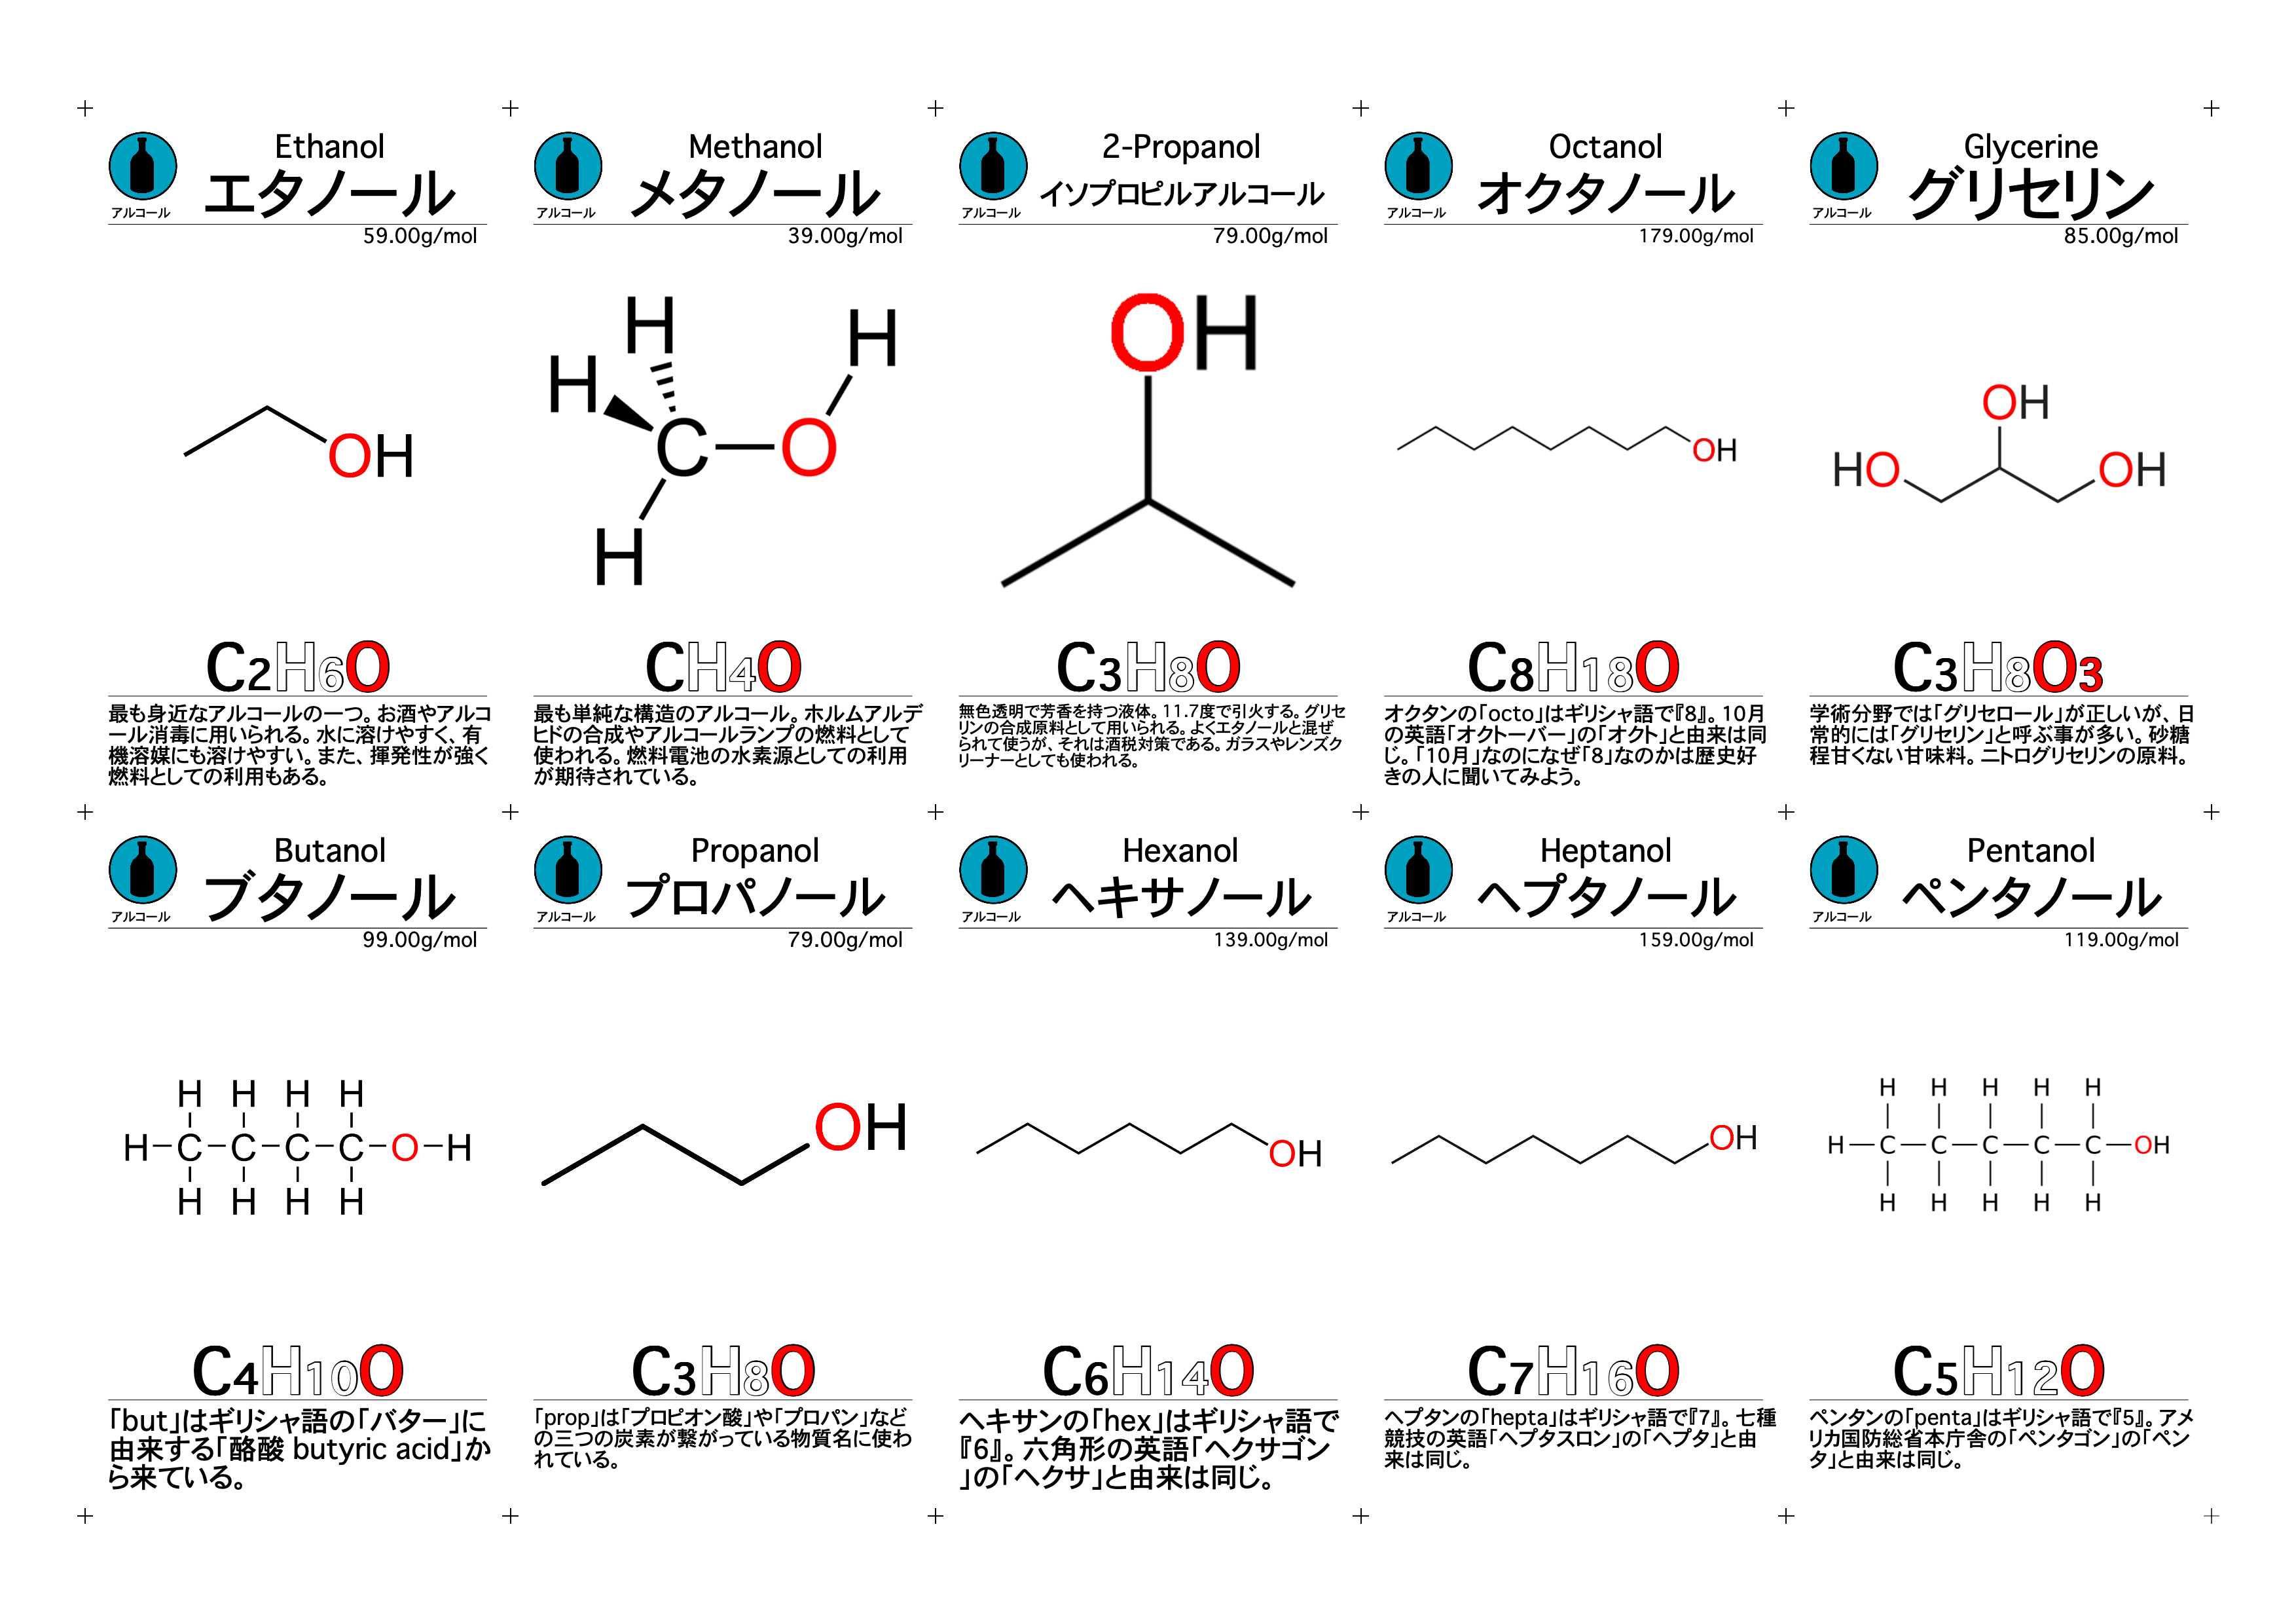 Ethanol
エタノール
アルコール
59.00g/mol
OH
C2H6O
最も身近なアルコールの一つ。お酒やアルコ
ール消毒に用いられる。水に溶けやすく、有
機溶媒にも溶けやすい。また、揮発性が強く
燃料としての利用もある。
Methanol
メタノール
アルコール
39.00g/mol
H
H
H
C
O
H
CH4O
最も単純な構造のアルコール。ホルムアルデ
ヒドの合成やアルコールランプの燃料として
使われる。燃料電池の水素源としての利用
が期待されている。
2-Propanol
イソプロピルアルコール
アルコール
79.00g/mol
OH
C3H8O
無色透明で芳香を持つ液体。11.7度で引火する。グリセ
リンの合成原料として用いられる。よくエタノールと混ぜ
られて使うが、それは酒税対策である。ガラスやレンズク
リーナーとしても使われる。
Octanol
オクタノール
アルコール
179.00g/mol
OH
C8H18O
オクタンの「octo」はギリシャ語で『8』。10月
の英語「オクトーバー」の「オクト」と由来は同
じ。「10月」なのになぜ「8」なのかは歴史好
きの人に聞いてみよう。
Glycerine
グリセリン
アルコール
85.00g/mol
OH
HO
OH
C3H8O3
学術分野では「グリセロール」が正しいが、日
常的には「グリセリン」と呼ぶ事が多い。砂糖
程甘くない甘味料。ニトログリセリンの原料。
Butanol
ブタノール
アルコール
99.00g/mol
H H H H
H-C-C-C-C-O-H
H H H H
C4H10O
「but」はギリシャ語の「バター」に
由来する「酪酸 butyric acid」か
ら来ている。
Propanol
プロパノール
アルコール
79.00g/mol
OH
C3H8O
「prop」は「プロピオン酸」や「プロパン」など
の三つの炭素が繋がっている物質名に使わ
れている。
Hexanol
ヘキサノール
アルコール
139.00g/mol
OH
C6H14O
ヘキサンの「hex」はギリシャ語で
『6』。六角形の英語「ヘクサゴン
」の「ヘクサ」と由来は同じ。
Heptanol
ヘプタノール
アルコール
159.00g/mol
OH
C7H16O
ヘプタンの「hepta」はギリシャ語で『7』。七種
競技の英語「ヘプタスロン」の「ヘプタ」と由
来は同じ。
Pentanol
ペンタノール
アルコール
119.00g/mol
H H H H H
H-C-C-C-C-C-OH
H H H H H
C5H12O
ペンタンの「penta」はギリシャ語で『5』。アメ
リカ国防総省本庁舎の「ペンタゴン」の「ペン
タ」と由来は同じ。